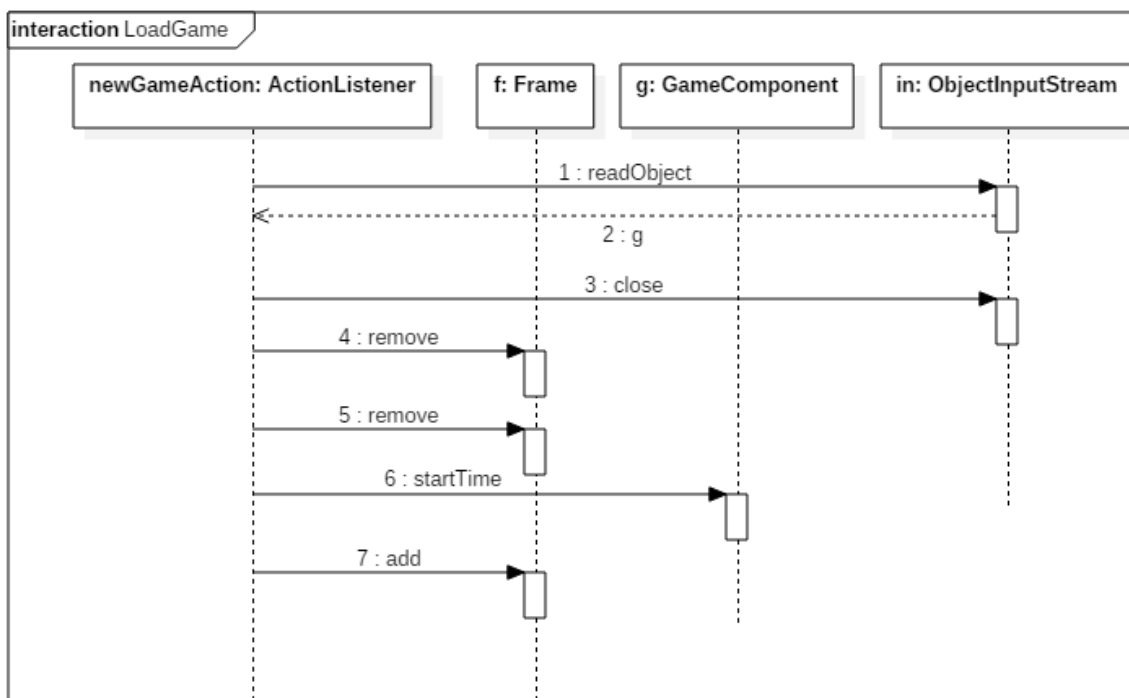 interaction LoadGame
newGameAction: ActionListener
f: Frame
g: GameComponent
in: ObjectInputStream
1 : readObject
2 : g
3 : close
4 : remove
5 : remove
6 : startTime
7 : add